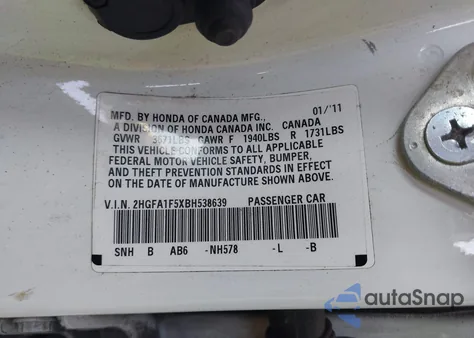 MFD. BY HONDA OF CANADA MFG., 01/'11
A DIVISION OF HONDA CANADA INC. CANADA
GVWR 3671LBS GAWR F 1940LBS R 1731LBS
THIS VEHICLE CONFORMS TO ALL APPLICABLE
FEDERAL MOTOR VEHICLE SAFETY, BUMPER,
AND THEFT PREVENTION STANDARDS IN EFFECT
ON THE DATE OF MANUFACTURE SHOWN ABOVE.
V.I.N. 2HGFA1F5XBH538639 PASSENGER CAR
SNH B AB6 -NH578 -L -B
autoSnap